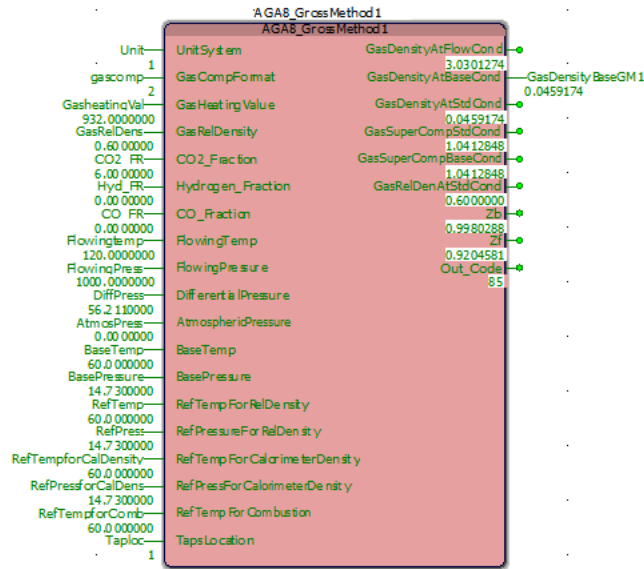 AGA8_GrossMethod1
AGA8_GrossMethod1
Unit UnitSystem GasDensityAtFlowCond
1 3.0301274
gascomp GasCompFormat GasDensityAtBaseCond GasDensityBaseGM1
2 0.0459174
GasheatingVal GasHeatingValue GasDensityAtStdCond
932.0000000 0.0459174
GasRelDens GasRelDensity GasSuperCompStdCond
0.6000000 1.0412848
CO2_FR CO2_Fraction GasSuperCompBaseCond
6.0000000 1.0412848
Hyd_FR Hydrogen_Fraction GasRelDenAtStdCond
0.0000000 0.6000000
CO_FR CO_Fraction Zb
0.0000000 0.9980288
Flowingtemp FlowingTemp Zf
120.0000000 0.9204581
FlowingPress FlowingPressure Out_Code
1000.0000000 85
DiffPress DifferentialPressure
56.2110000
AtmosPress AtmosphericPressure
0.0000000
BaseTemp BaseTemp
60.0000000
BasePressure BasePressure
14.7300000
RefTemp RefTempForRelDensity
60.0000000
RefPress RefPressureForRelDensity
14.7300000
RefTempforCalDensity RefTempForCalorimeterDensity
60.0000000
RefPressforCalDens RefPressForCalorimeterDensity
14.7300000
RefTempforComb RefTempForCombustion
60.0000000
Taploc TapsLocation
1